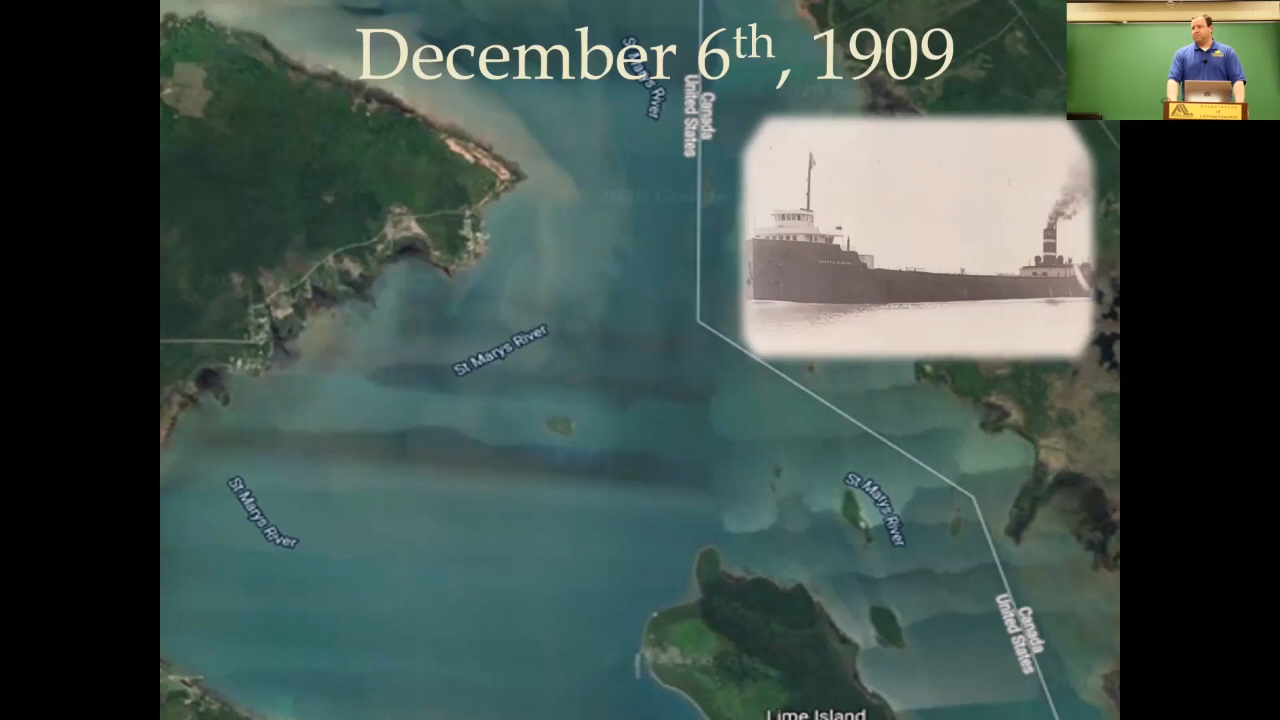 December 6th, 1909
St Marys River
Canada
United States
St Marys River
St Marys River
St Marys River
Canada
United States
Lime Island